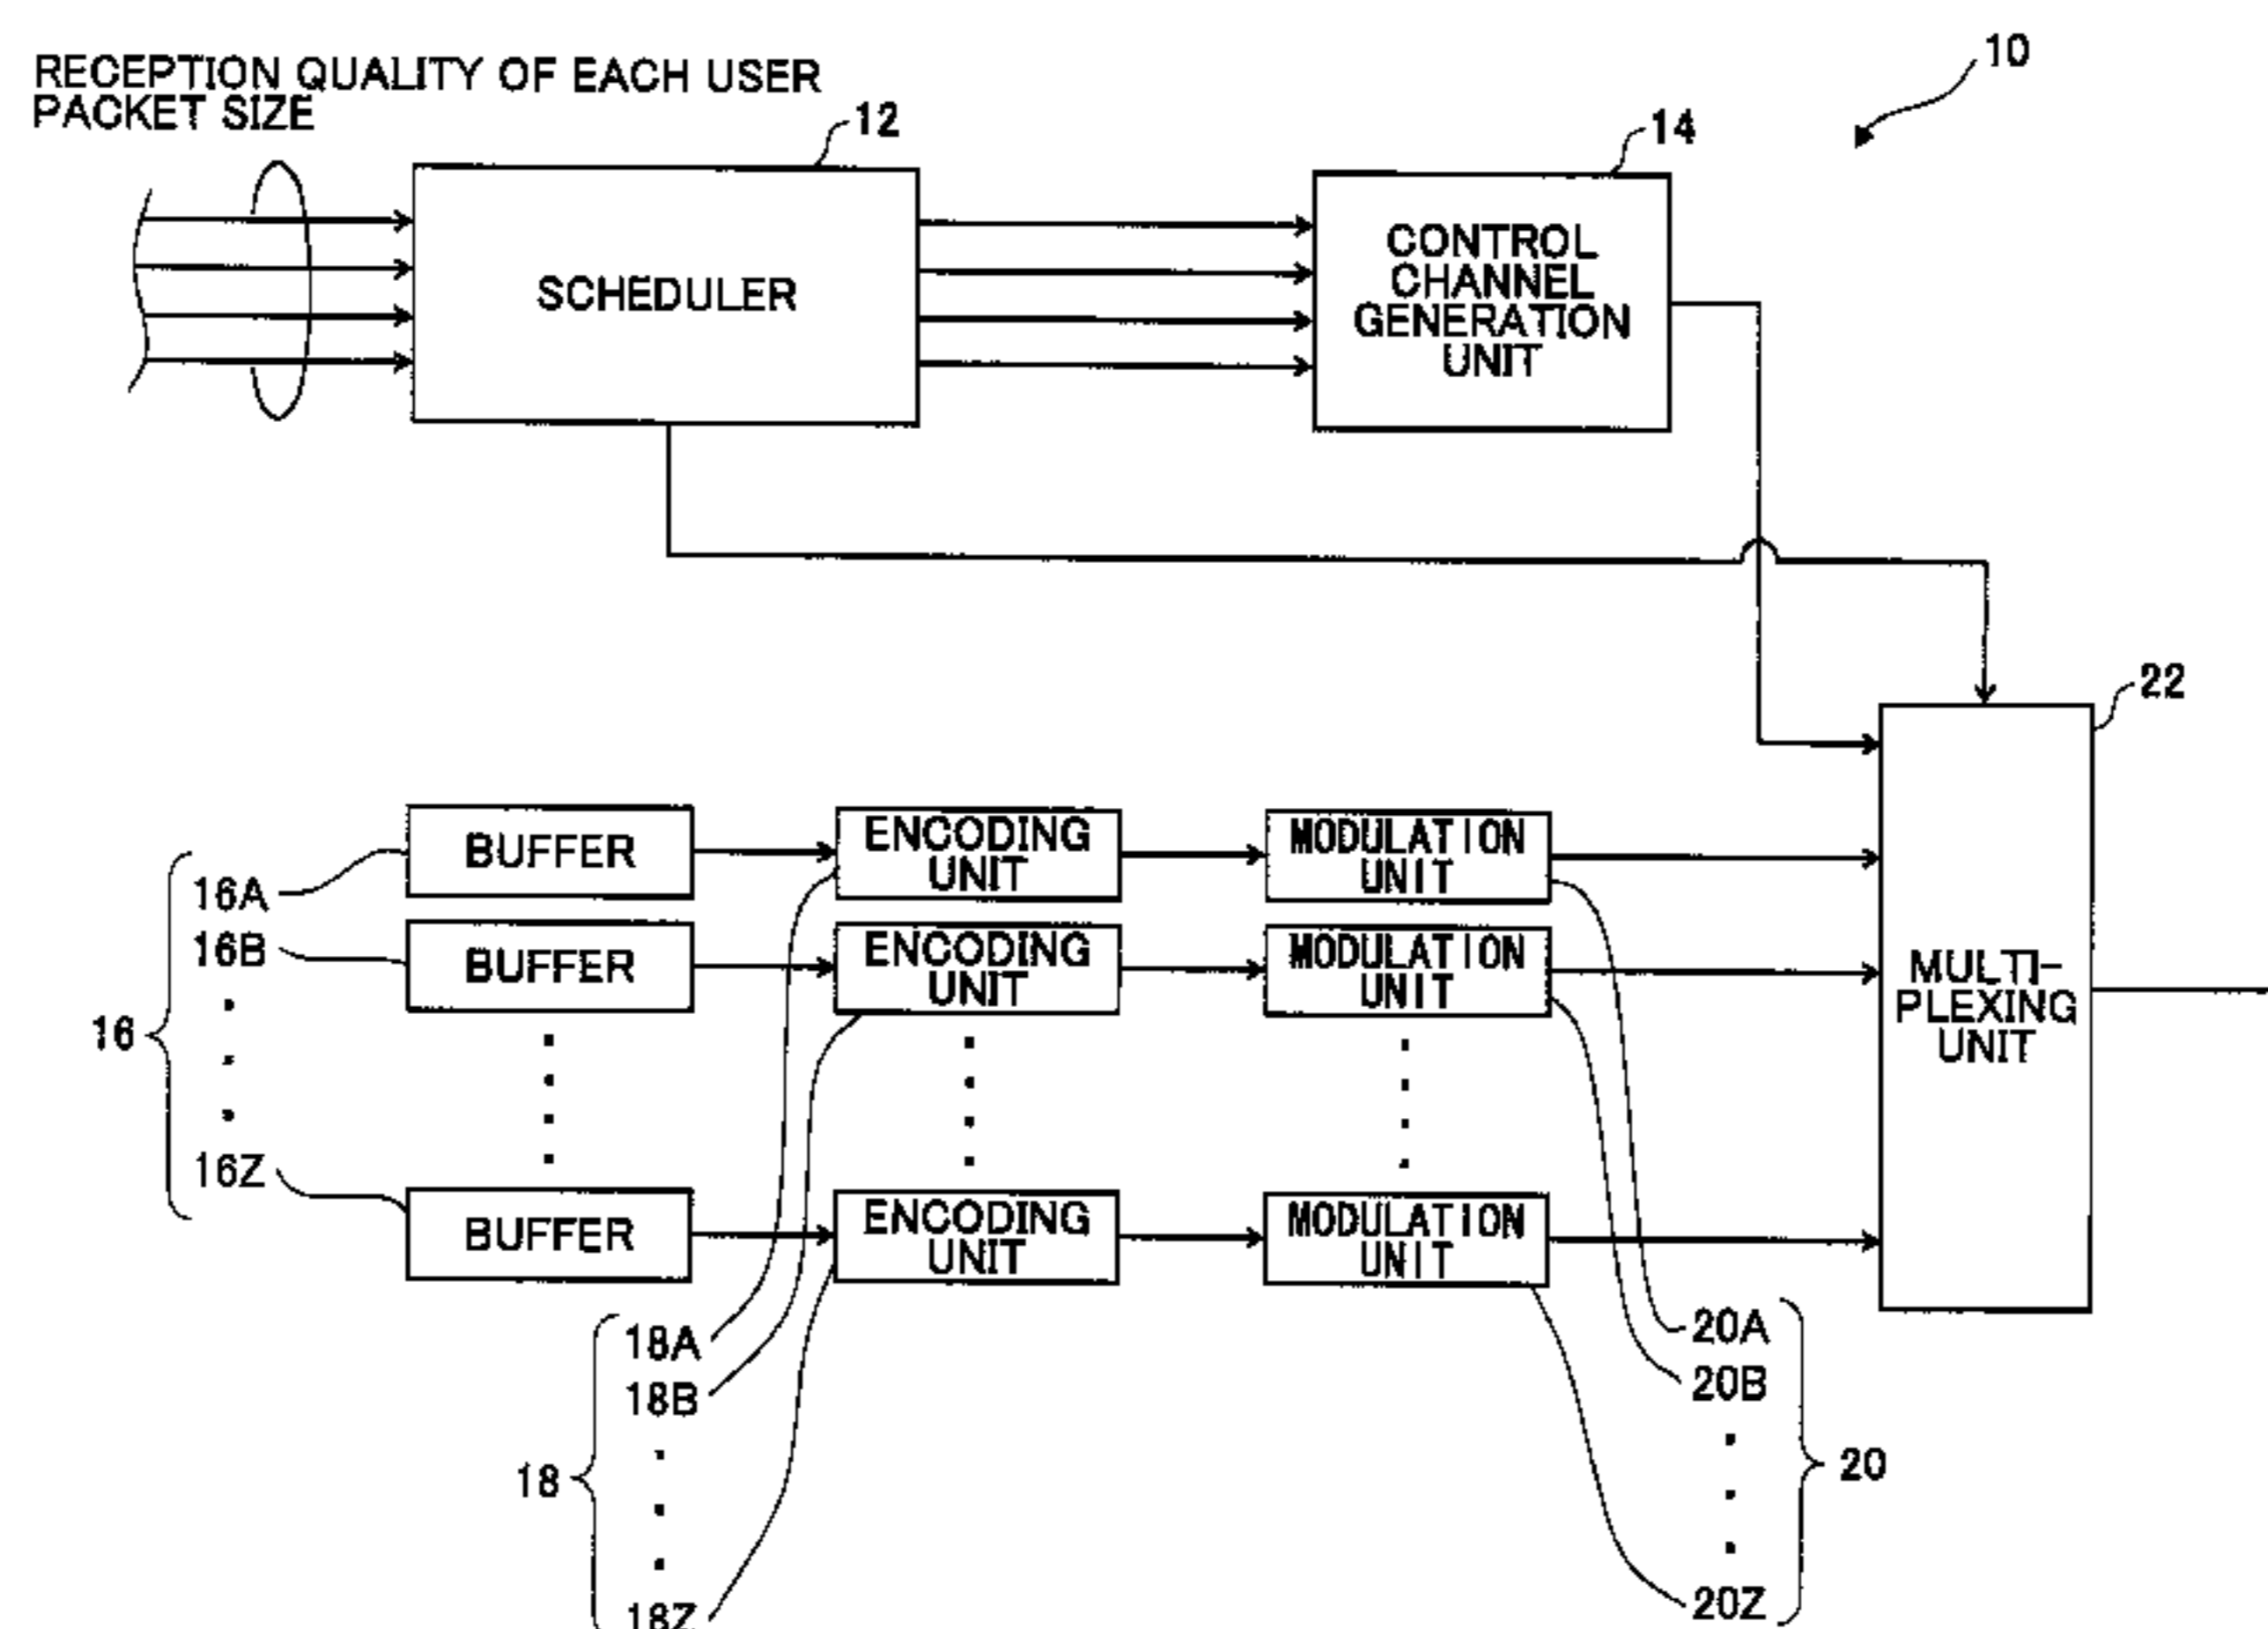 RECEPTION QUALITY OF EACH USER
PACKET SIZE
10
12
14
SCHEDULER
CONTROL
CHANNEL
GENERATION
UNIT
22
BUFFER
ENCODING
UNIT
MODULATION
UNIT
16A
16B
BUFFER
ENCODING
UNIT
MODULATION
UNIT
MULTI-
PLEXING
UNIT
16
16Z
BUFFER
ENCODING
UNIT
MODULATION
UNIT
18A
18B
18
18Z
20A
20B
20
20Z